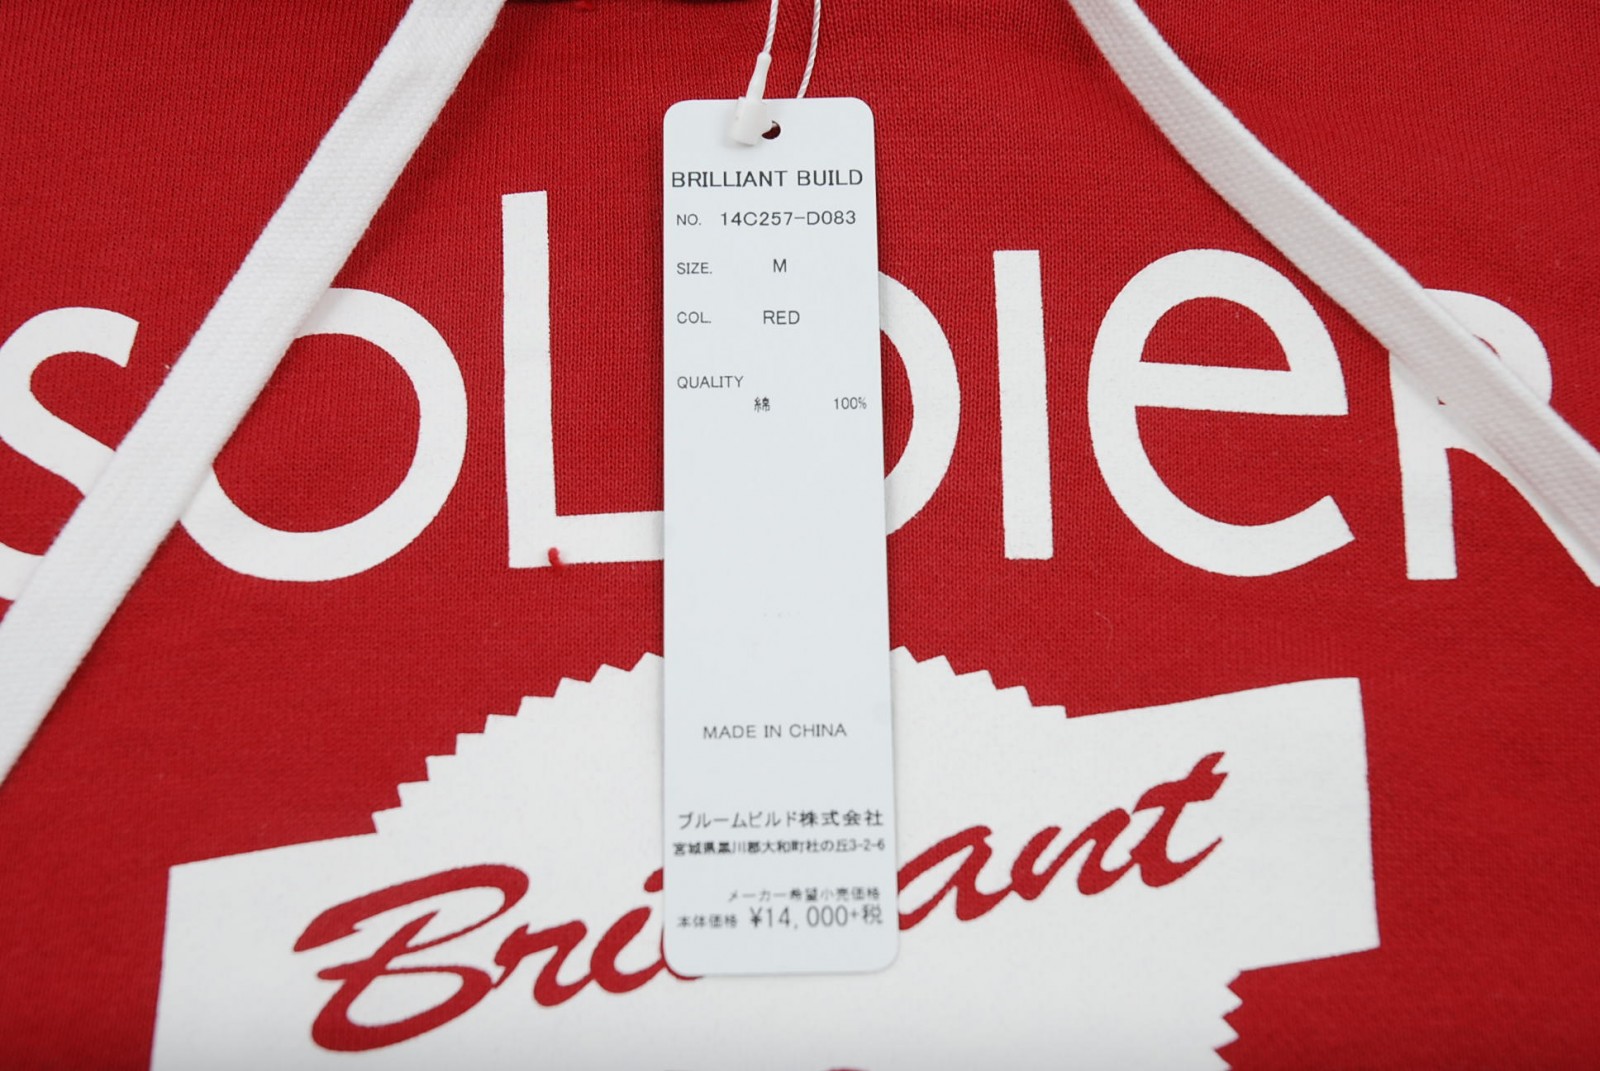 SOLDIER
BRILLIANT BUILD
NO. 14C257-D083
SIZE. M
COL. RED
QUALITY
綿 100%
MADE IN CHINA
ブルームビルド株式会社
宮城県黒川郡大和町杜の丘3-2-6
メーカー希望小売価格
本体価格 ¥14,000+税
Brilliant